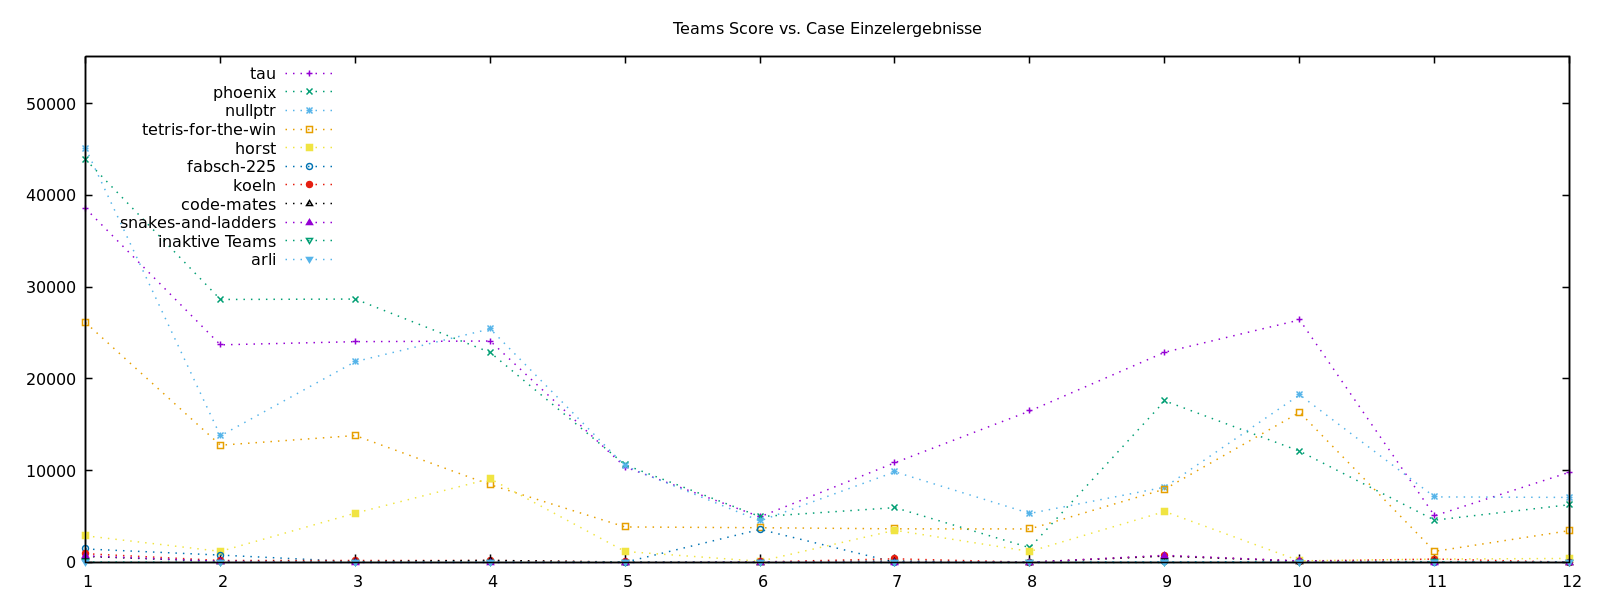 Teams Score vs. Case Einzelergebnisse
tau
phoenix
nullptr
tetris-for-the-win
horst
fabsch-225
koeln
code-mates
snakes-and-ladders
inaktive Teams
arli
50000
40000
30000
20000
10000
0
1 2 3 4 5 6 7 8 9 10 11 12